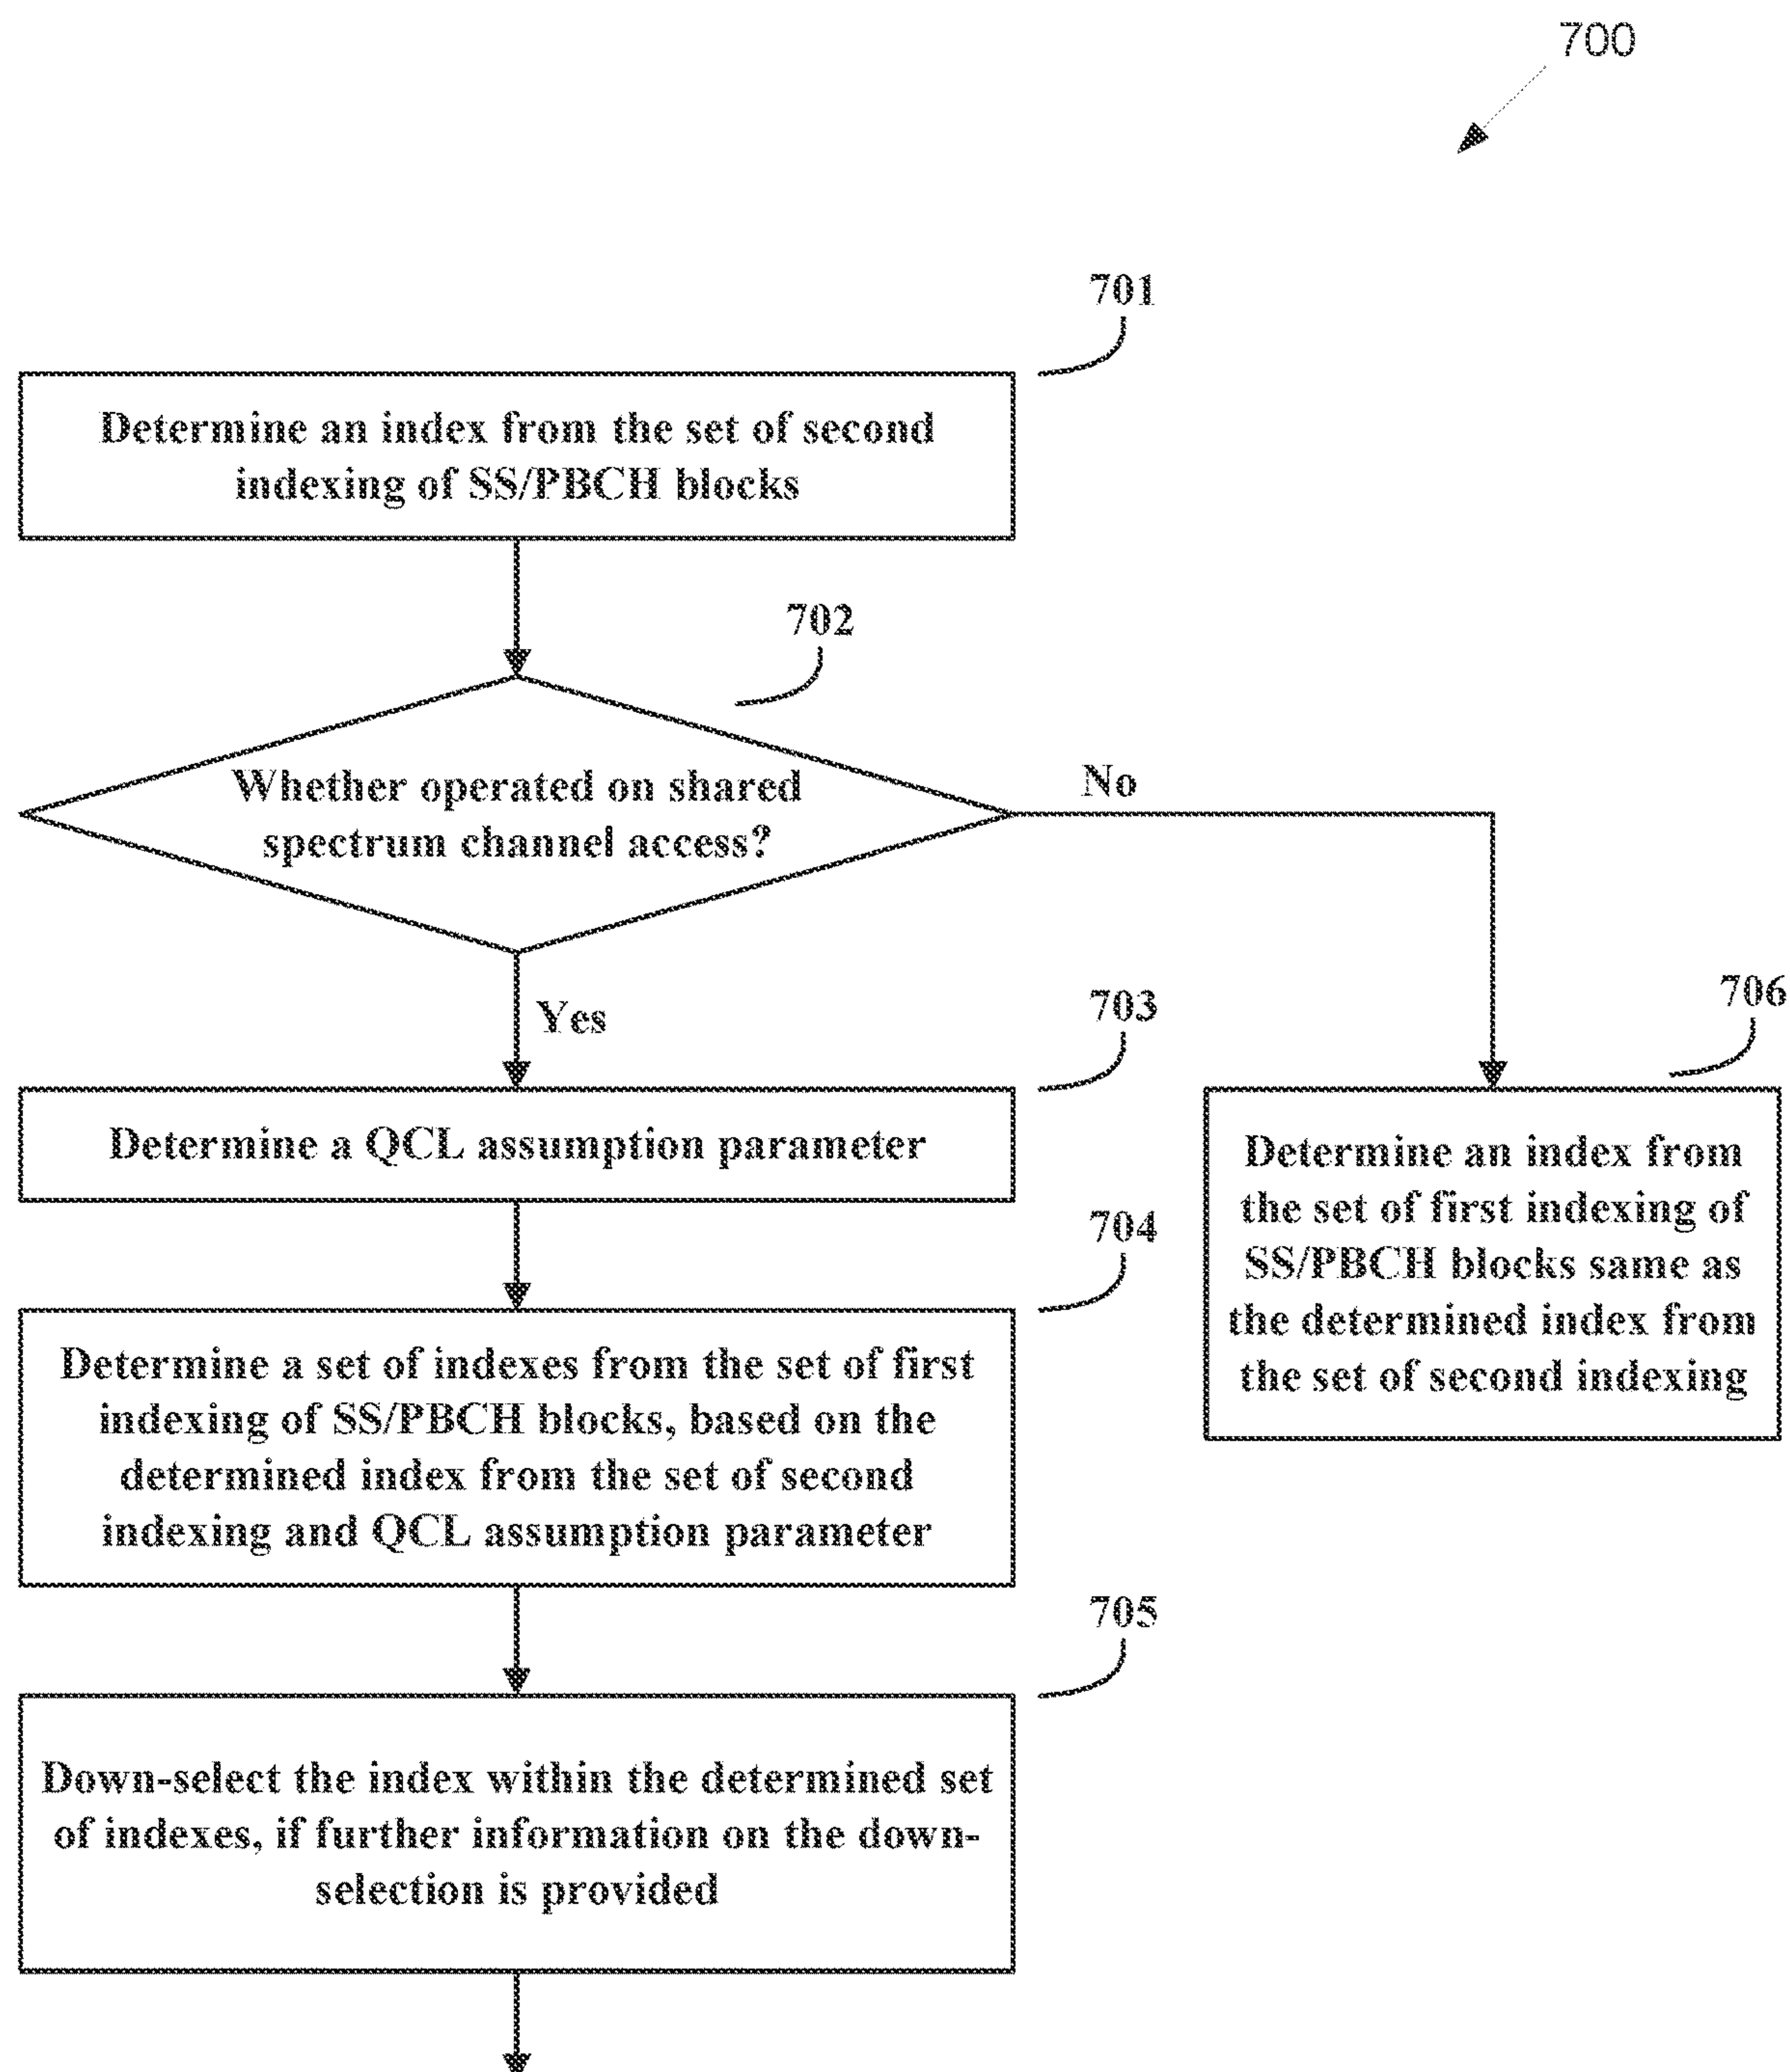 700
701
Determine an index from the set of second
indexing of SS/PBCH blocks
702
Whether operated on shared
spectrum channel access?
No
Yes
703
Determine a QCL assumption parameter
706
Determine an index from
the set of first indexing of
SS/PBCH blocks same as
the determined index from
the set of second indexing
704
Determine a set of indexes from the set of first
indexing of SS/PBCH blocks, based on the
determined index from the set of second
indexing and QCL assumption parameter
705
Down-select the index within the determined set
of indexes, if further information on the down-
selection is provided